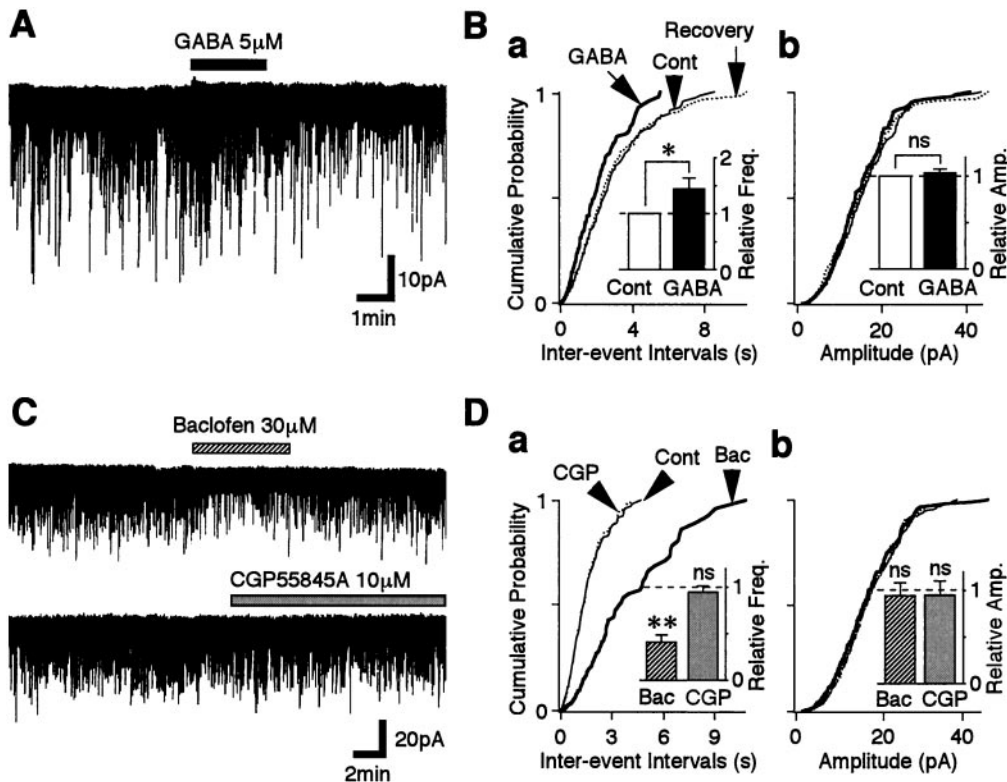 A
GABA 5μM
10pA
1min
B
a
GABA
Cont
Recovery
Cumulative Probability
1
0
*
2
1
0
Relative Freq.
Cont
GABA
0
4
8
Inter-event Intervals (s)
b
ns
1
0
Relative Amp.
Cont
GABA
0
20
40
Amplitude (pA)
C
Baclofen 30μM
CGP55845A 10μM
20pA
2min
D
a
CGP
Cont
Bac
Cumulative Probability
1
0
**
ns
1
0
Relative Freq.
Bac
CGP
0
3
6
9
Inter-event Intervals (s)
b
ns
ns
1
0
Relative Amp.
Bac
CGP
0
20
40
Amplitude (pA)